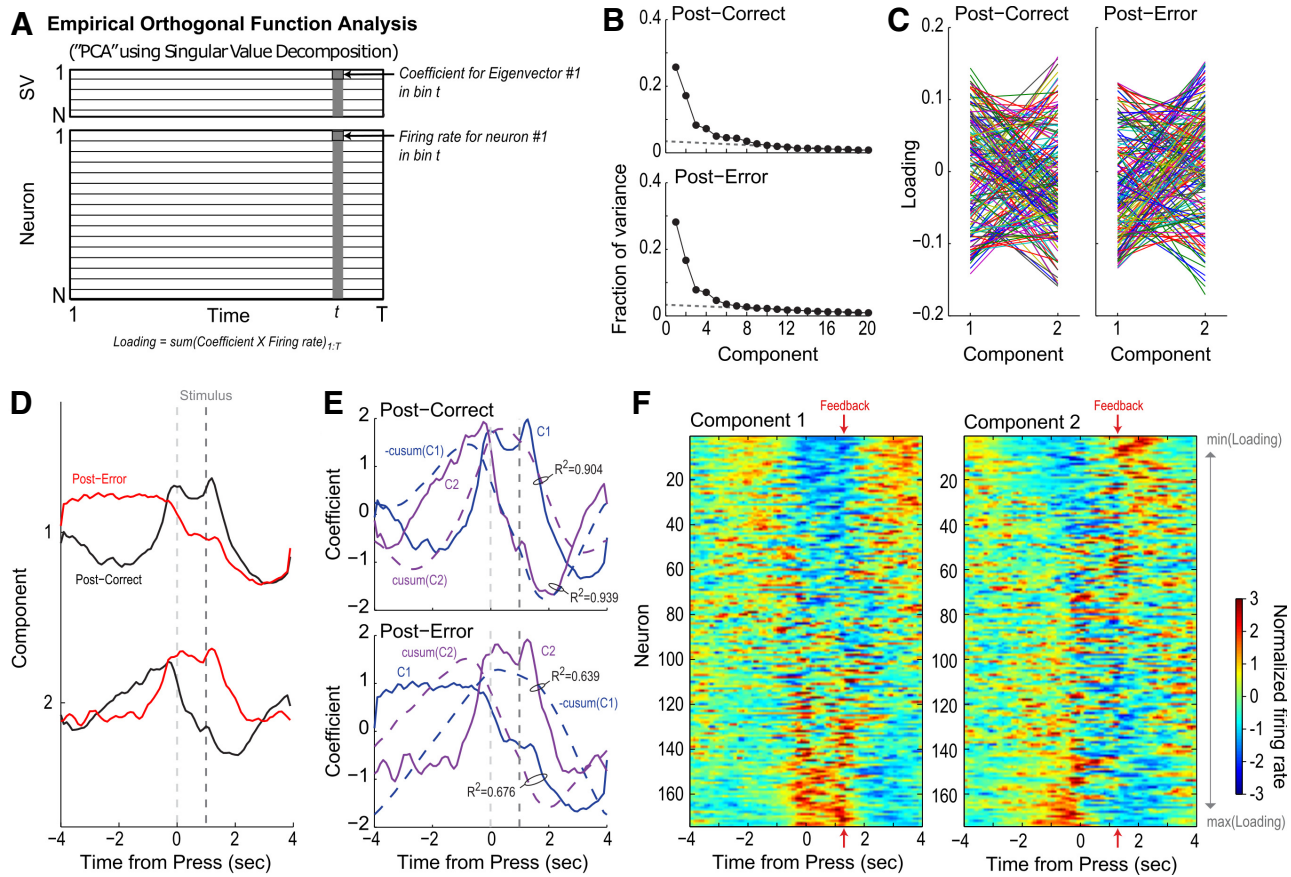 A
Empirical Orthogonal Function Analysis
("PCA" using Singular Value Decomposition)
SV
1
N
Coefficient for Eigenvector #1
in bin t
Neuron
1
N
Firing rate for neuron #1
in bin t
1
Time
t
T
Loading = sum(Coefficient X Firing rate)1:T
B
Post-Correct
0.4
0.2
0
Post-Error
0.4
0.2
0
Fraction of variance
0 4 8 12 16 20
Component
C
Post-Correct
Post-Error
0.2
0.1
0
-0.1
-0.2
Loading
1 2
Component
1 2
Component
D
Stimulus
Post-Error
1
Post-Correct
2
Component
-4 -2 0 2 4
Time from Press (sec)
E
Post-Correct
2
1
0
-1
-2
Coefficient
C1
-cusum(C1)
R2=0.904
C2
cusum(C2)
R2=0.939
Post-Error
2
1
0
-1
-2
Coefficient
cusum(C2)
C2
C1
R2=0.639
-cusum(C1)
R2=0.676
-4 -2 0 2 4
Time from Press (sec)
F
Component 1
Feedback
Component 2
Feedback
Neuron
20
40
60
80
100
120
140
160
20
40
60
80
100
120
140
160
-4 -2 0 2 4
Time from Press (sec)
-4 -2 0 2 4
Time from Press (sec)
min(Loading)
max(Loading)
3
2
1
0
-1
-2
-3
Normalized firing rate